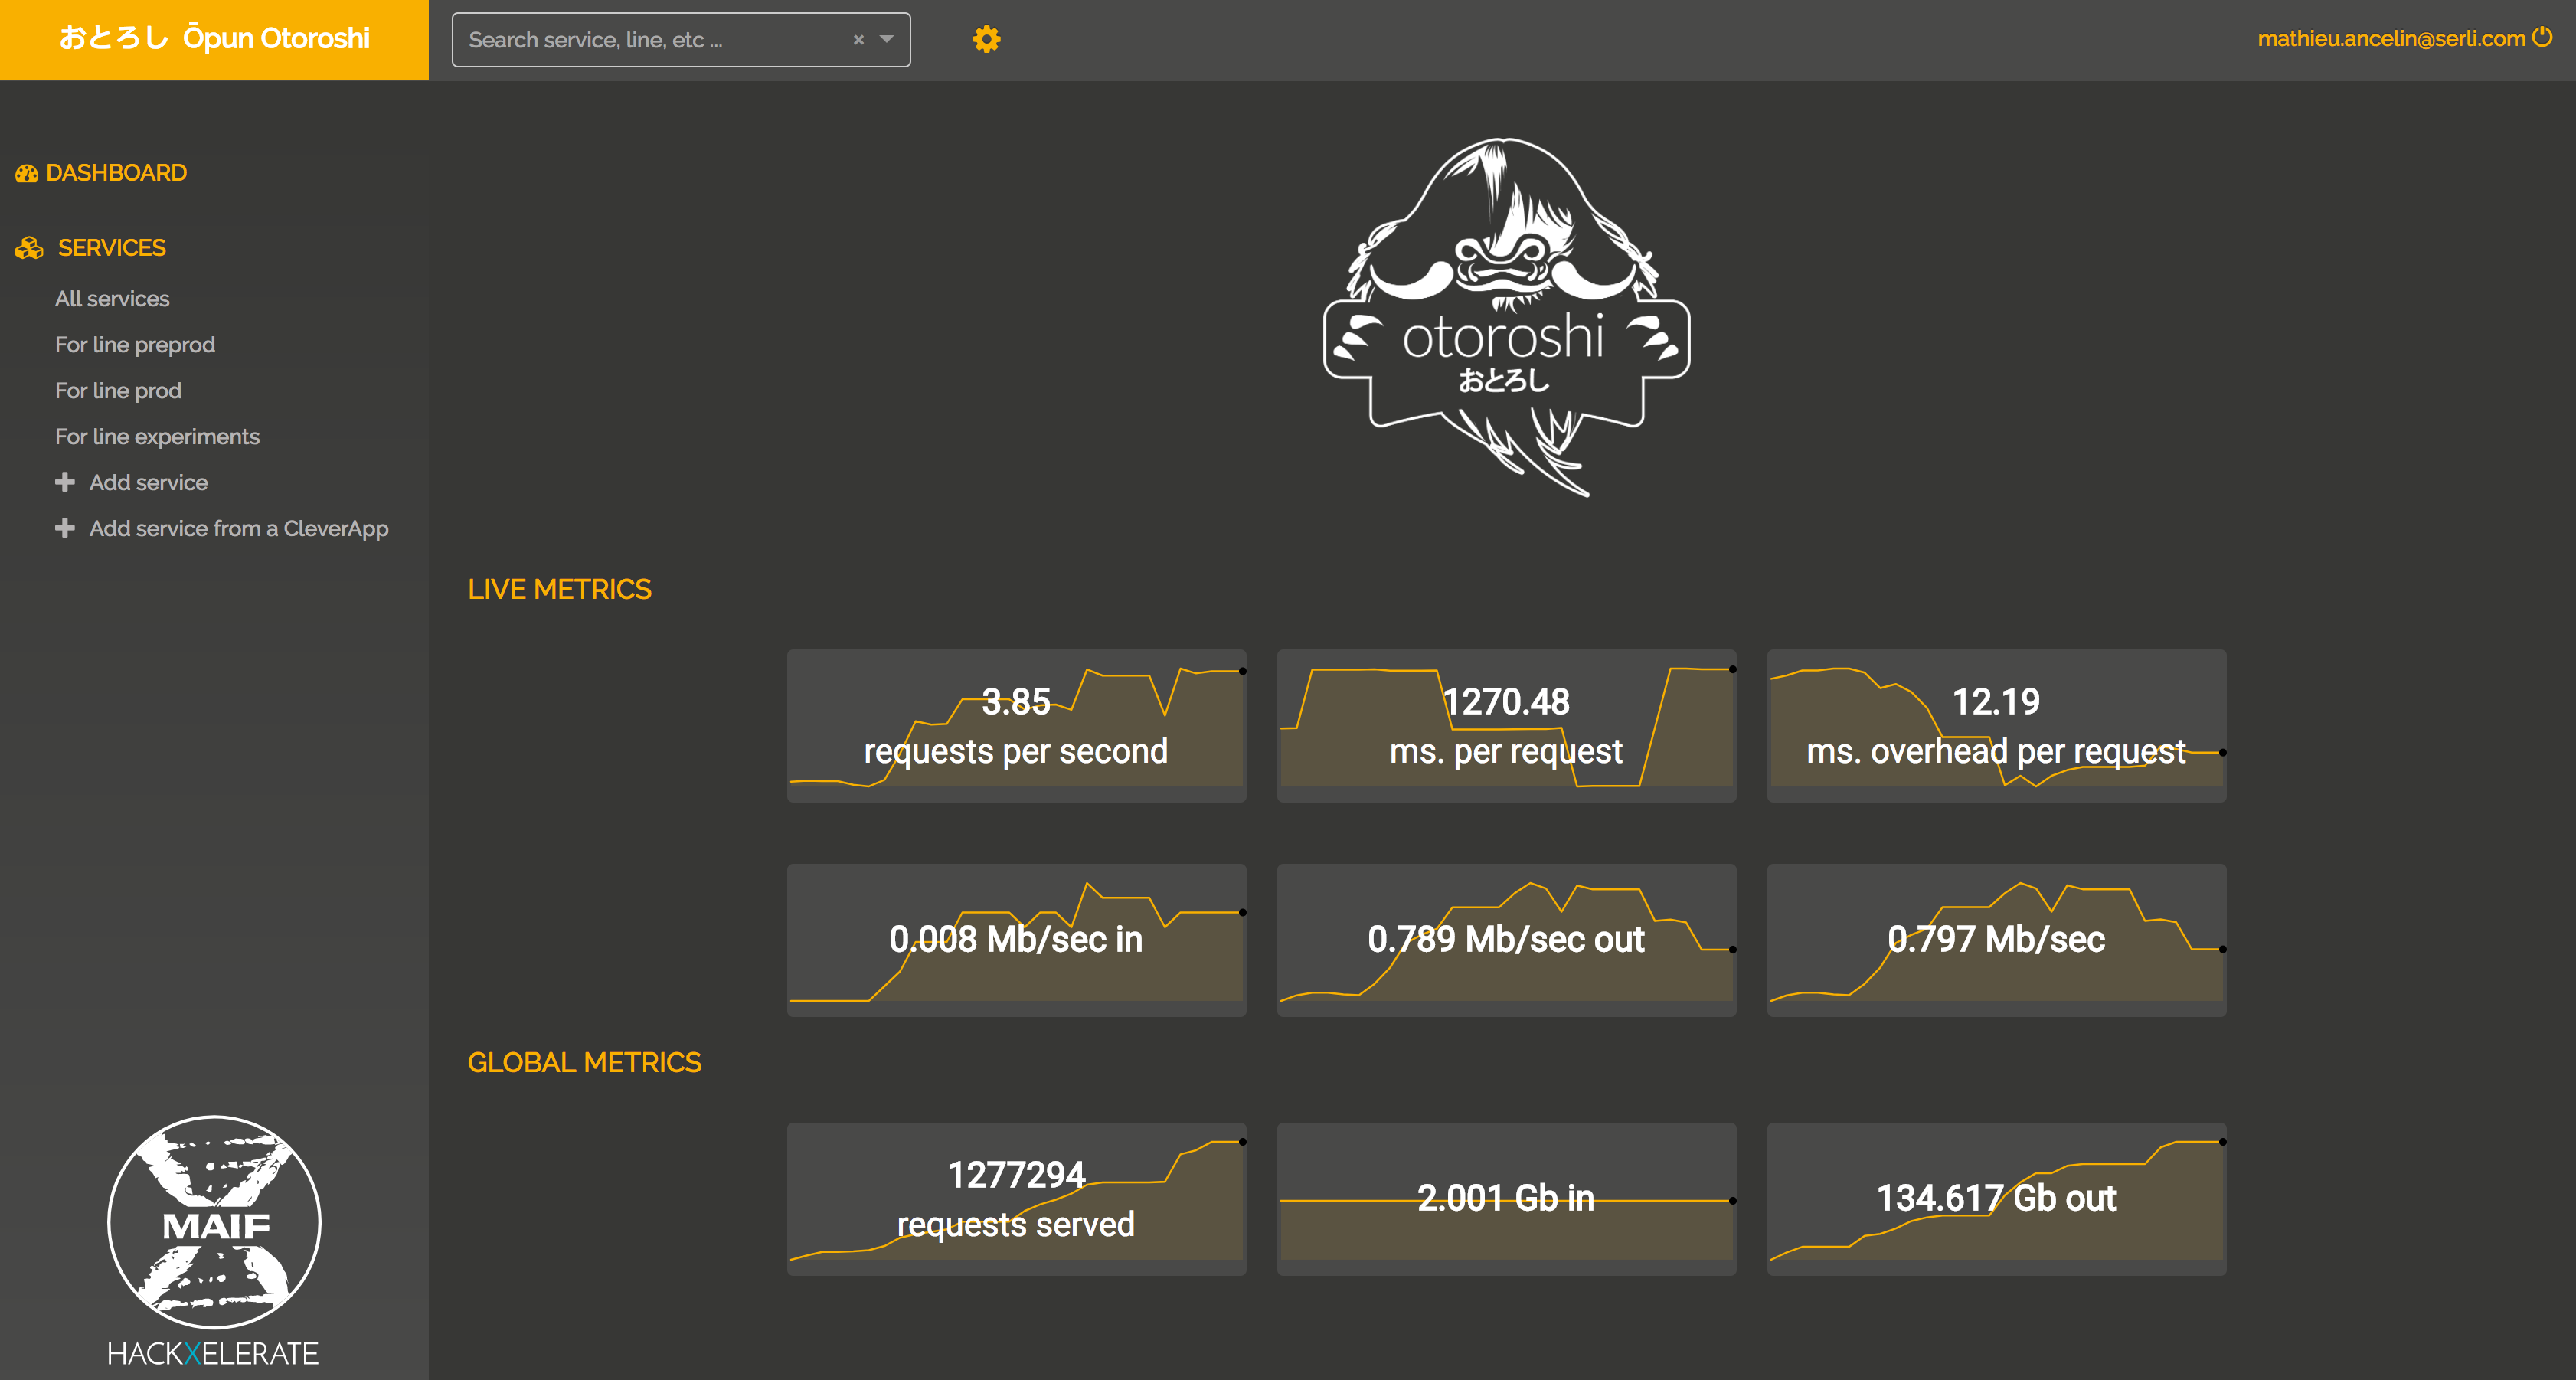 おとろし Ōpun Otoroshi
Search service, line, etc ...
mathieu.ancelin@serli.com
DASHBOARD
SERVICES
All services
For line preprod
For line prod
For line experiments
Add service
Add service from a CleverApp
MAIF
HACKXELERATE
otoroshi
おとろし
LIVE METRICS
3.85
requests per second
1270.48
ms. per request
12.19
ms. overhead per request
0.008 Mb/sec in
0.789 Mb/sec out
0.797 Mb/sec
GLOBAL METRICS
1277294
requests served
2.001 Gb in
134.617 Gb out